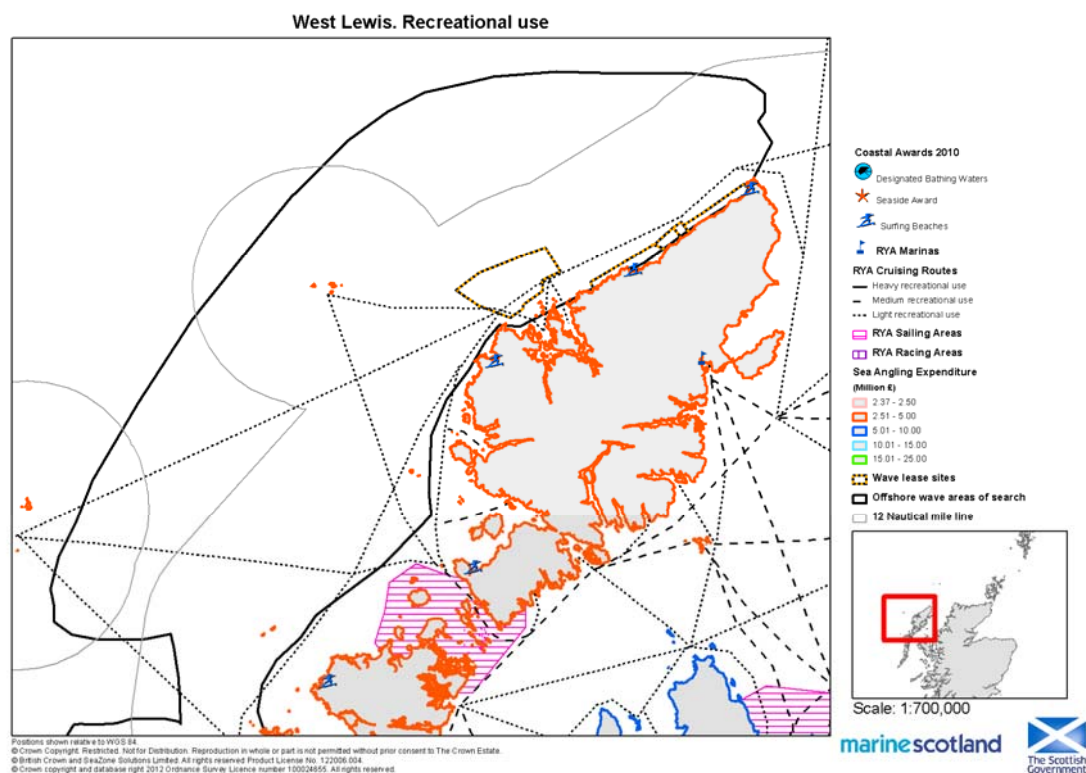 West Lewis. Recreational use
Coastal Awards 2010
Designated Bathing Waters
Seaside Award
Surfing Beaches
RYA Marinas
RYA Cruising Routes
Heavy recreational use
Medium recreational use
Light recreational use
RYA Sailing Areas
RYA Racing Areas
Sea Angling Expenditure
(Million £)
2.37 - 2.50
2.51 - 5.00
5.01 - 10.00
10.01 - 15.00
15.01 - 25.00
Wave lease sites
Offshore wave areas of search
12 Nautical mile line
Scale: 1:700,000
marinescotland
The Scottish
Government
Positions shown relative to WGS 84.
© Crown Copyright. Restricted. Not for Distribution. Reproduction in whole or part is not permitted without prior consent to The Crown Estate.
© British Crown and SeaZone Solutions Limited. All rights reserved Product License No. 122006.004.
© Crown copyright and database right 2012 Ordnance Survey Licence number 100024655. All rights reserved.